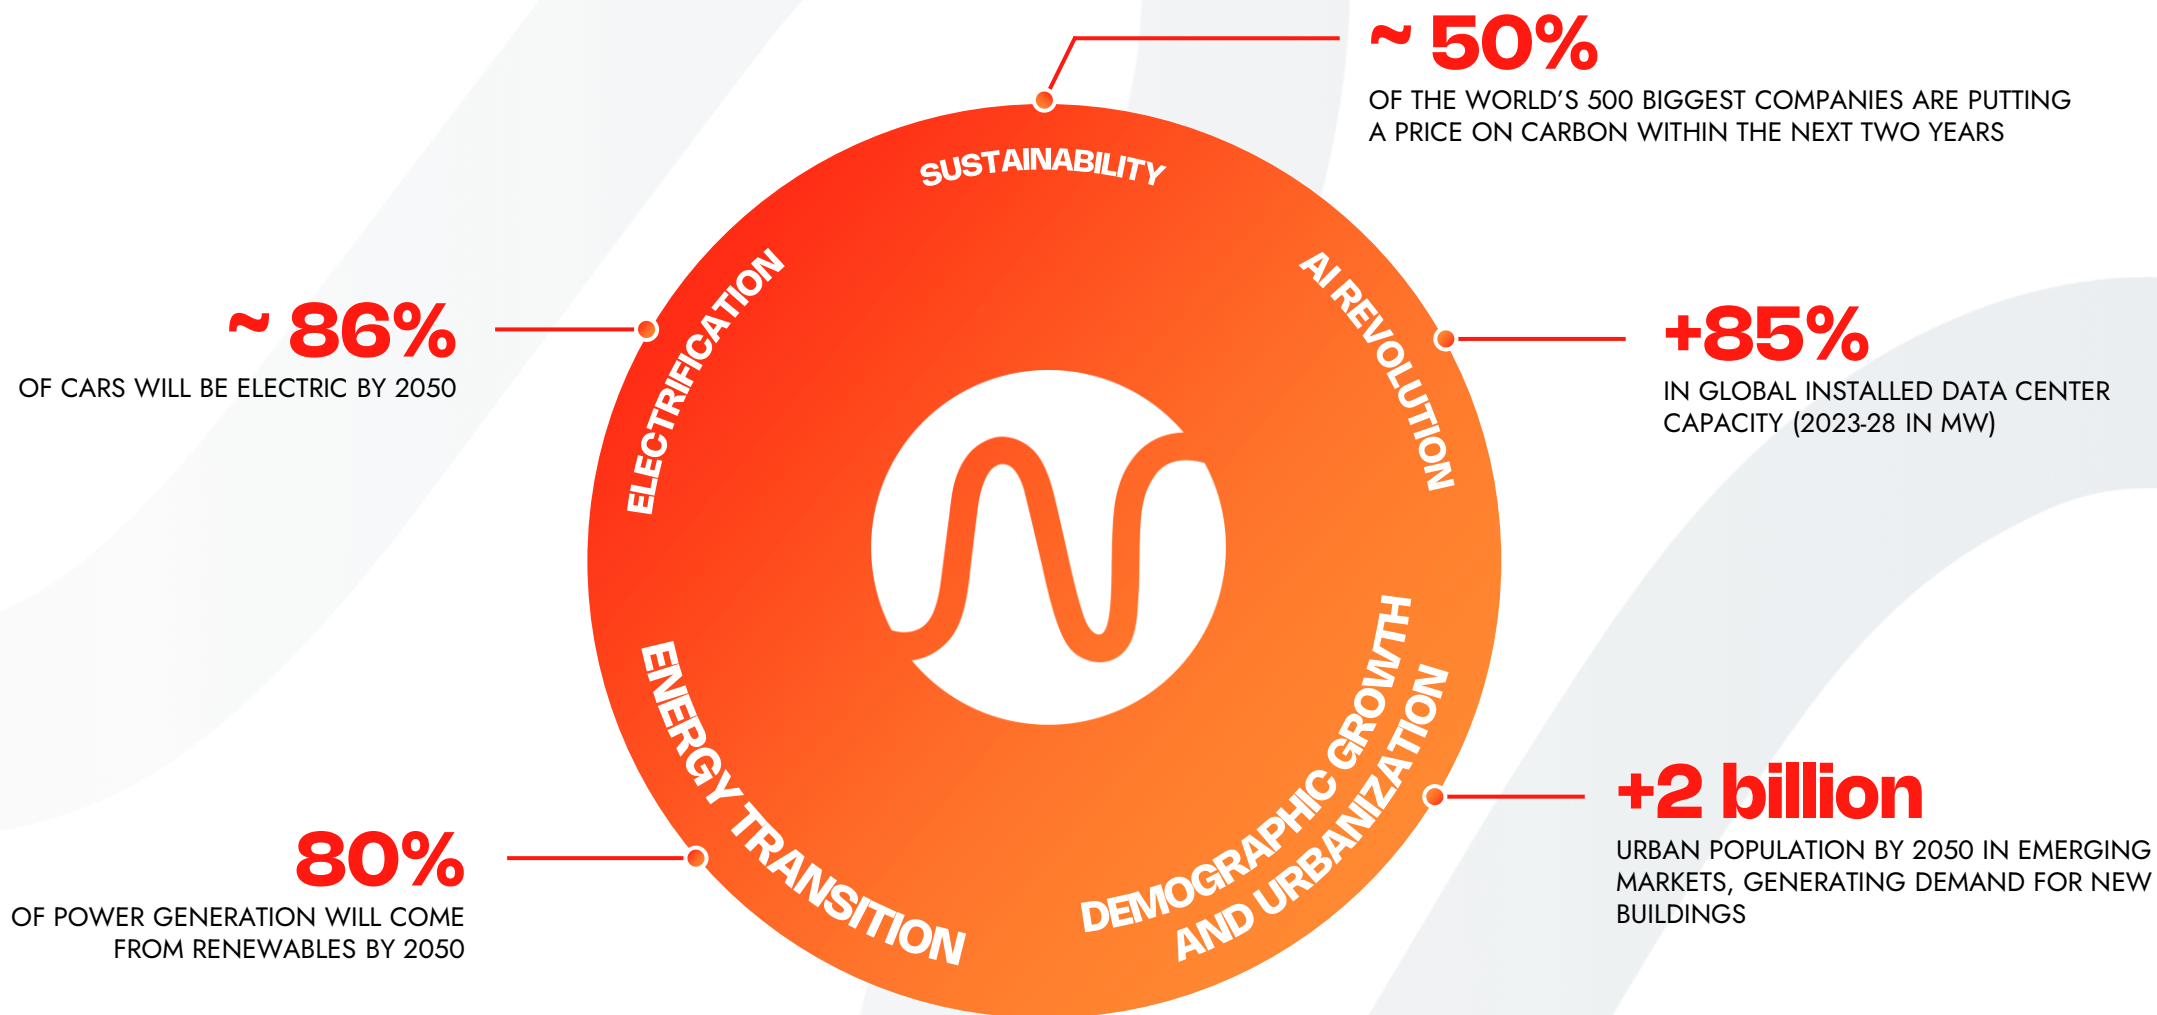 ~ 50%
OF THE WORLD’S 500 BIGGEST COMPANIES ARE PUTTING
A PRICE ON CARBON WITHIN THE NEXT TWO YEARS
SUSTAINABILITY
AI REVOLUTION
+85%
IN GLOBAL INSTALLED DATA CENTER
CAPACITY (2023-28 IN MW)
DEMOGRAPHIC GROWTH
AND URBANIZATION
+2 billion
URBAN POPULATION BY 2050 IN EMERGING
MARKETS, GENERATING DEMAND FOR NEW
BUILDINGS
ENERGY TRANSITION
80%
OF POWER GENERATION WILL COME
FROM RENEWABLES BY 2050
ELECTRIFICATION
~ 86%
OF CARS WILL BE ELECTRIC BY 2050